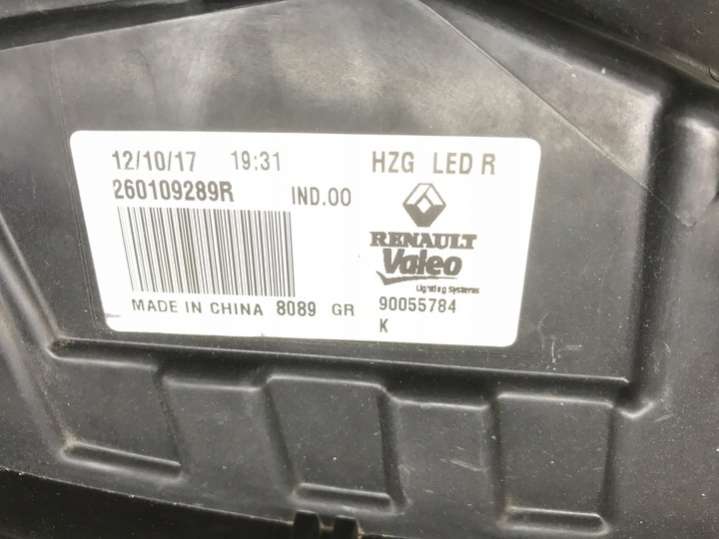 12/10/17 19:31 HZG LED R
260109289R IND.00
RENAULT
Valeo
Lighting Systems
MADE IN CHINA 8089 GR 90055784
K